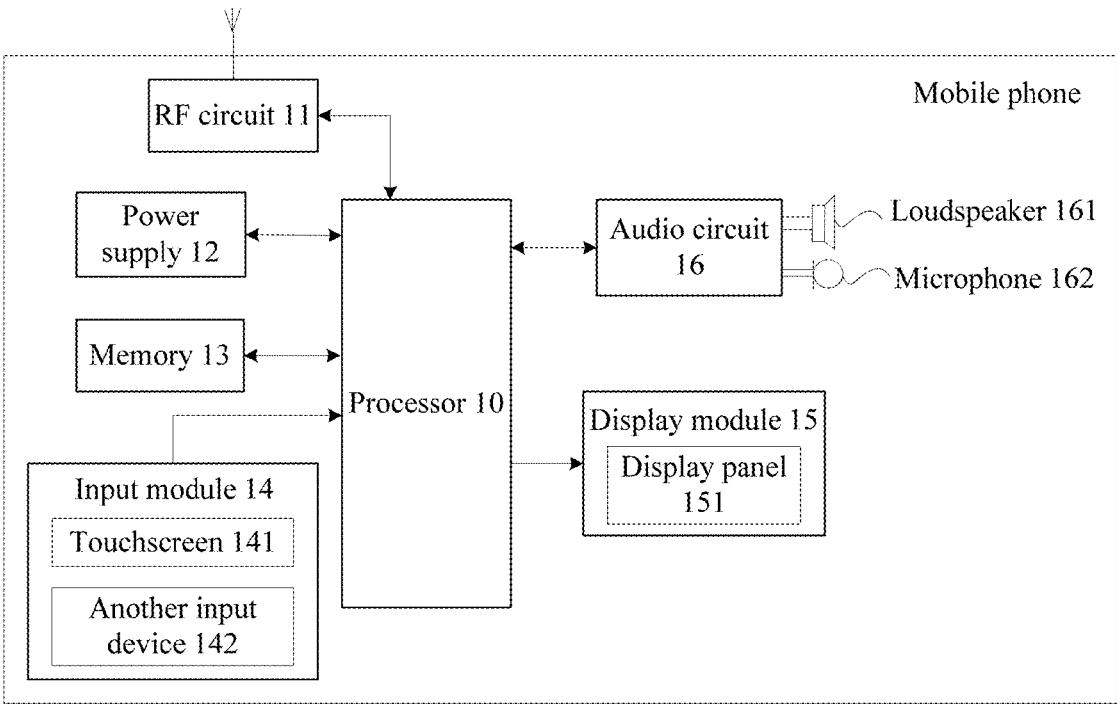 Mobile phone
RF circuit 11
Power
supply 12
Memory 13
Input module 14
Touchscreen 141
Another input
device 142
Processor 10
Audio circuit
16
Loudspeaker 161
Microphone 162
Display module 15
Display panel
151